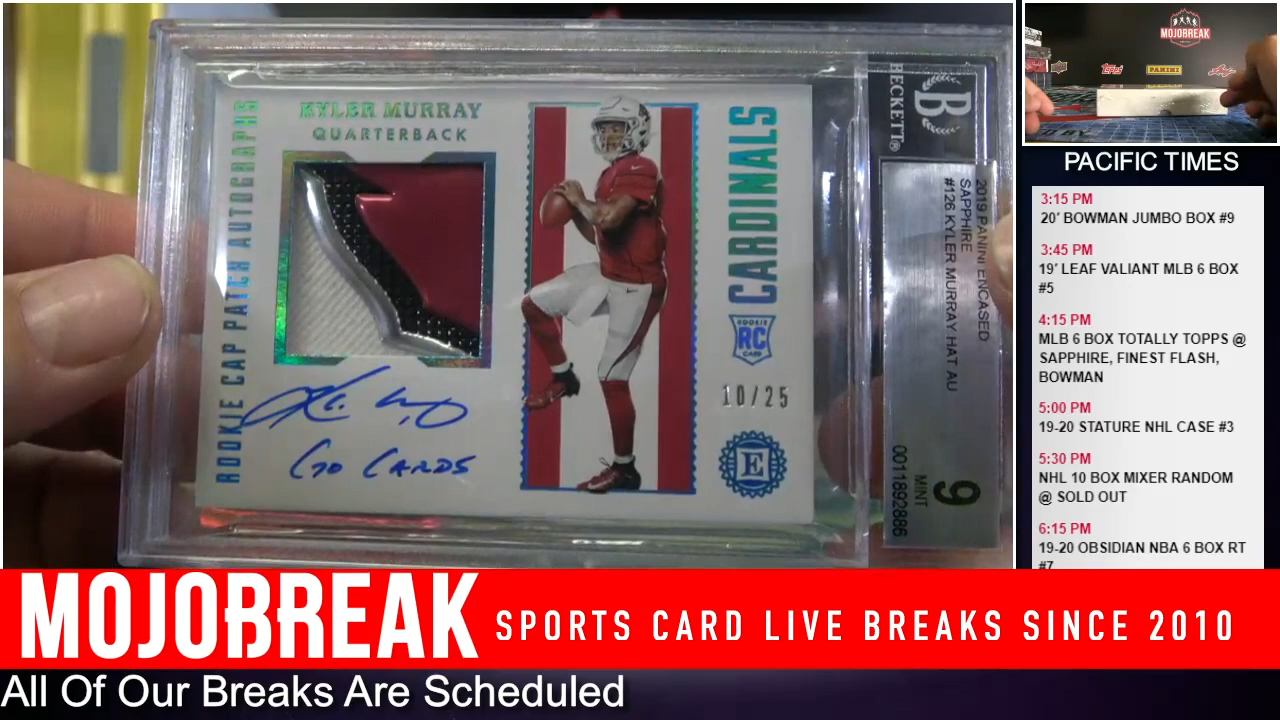 KYLER MURRAY
QUARTERBACK
ROOKIE CAP PATCH AUTOGRAPHS
CARDINALS
ROOKIE
RC
CARD
10/25
E
Go Cards
BECKETT®
B
2019 PANINI ENCASED
SAPPHIRE
#126 KYLER MURRAY HAT AU
9
MINT
0011892886
MOJOBREAK
Topps
PANINI
Leaf
PACIFIC TIMES
3:15 PM
20' BOWMAN JUMBO BOX #9
3:45 PM
19' LEAF VALIANT MLB 6 BOX
#5
4:15 PM
MLB 6 BOX TOTALLY TOPPS @
SAPPHIRE, FINEST FLASH,
BOWMAN
5:00 PM
19-20 STATURE NHL CASE #3
5:30 PM
NHL 10 BOX MIXER RANDOM
@ SOLD OUT
6:15 PM
19-20 OBSIDIAN NBA 6 BOX RT
#7
MOJOBREAK SPORTS CARD LIVE BREAKS SINCE 2010
All Of Our Breaks Are Scheduled